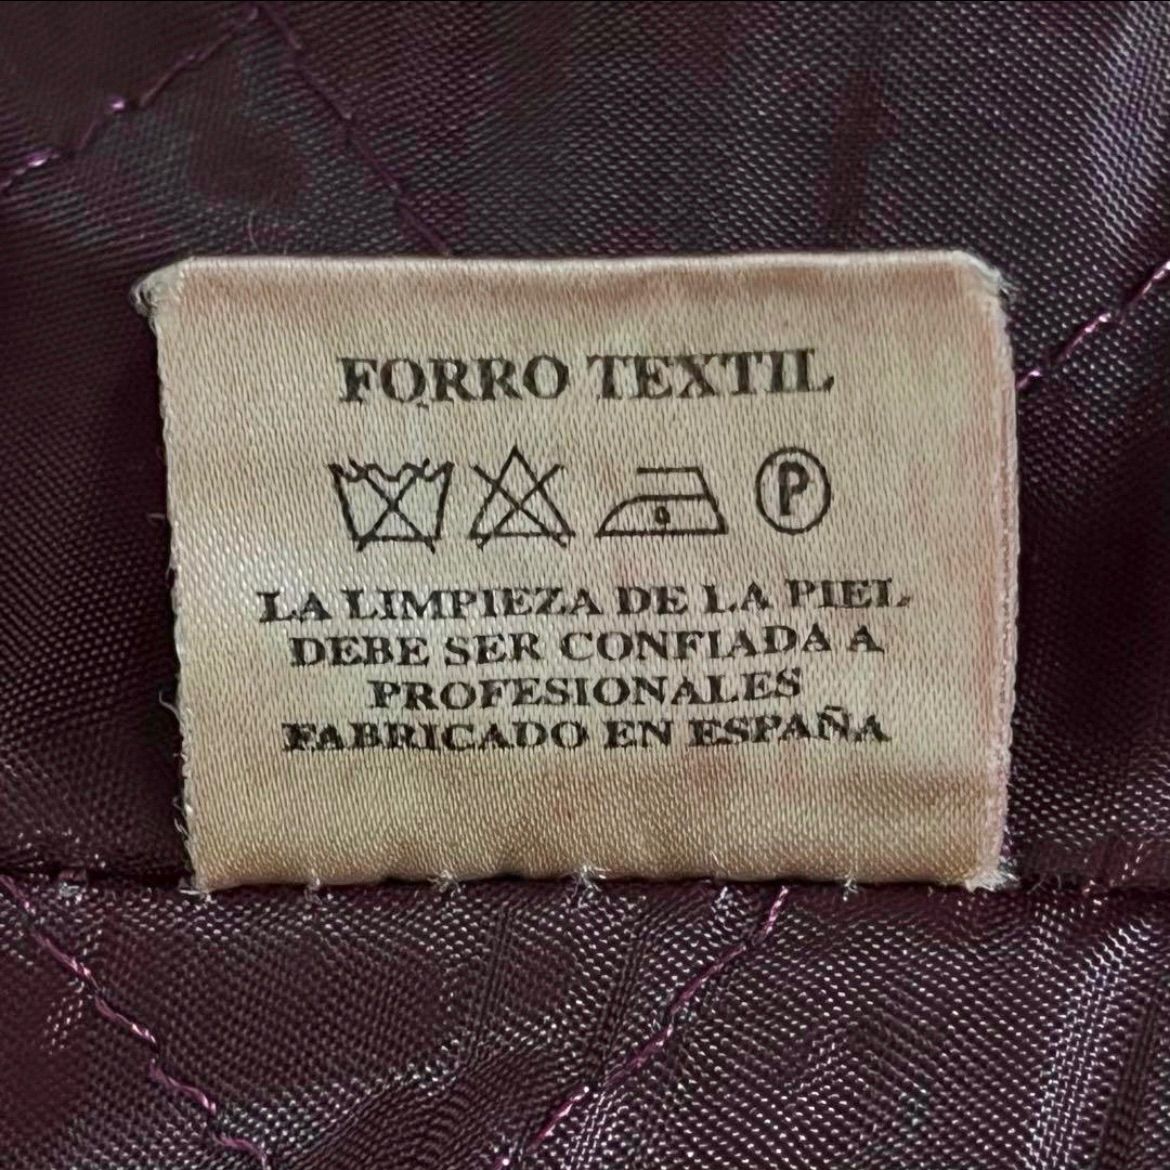 FORRO TEXTIL
P
LA LIMPIEZA DE LA PIEL
DEBE SER CONFIADA A
PROFESIONALES
FABRICADO EN ESPAÑA